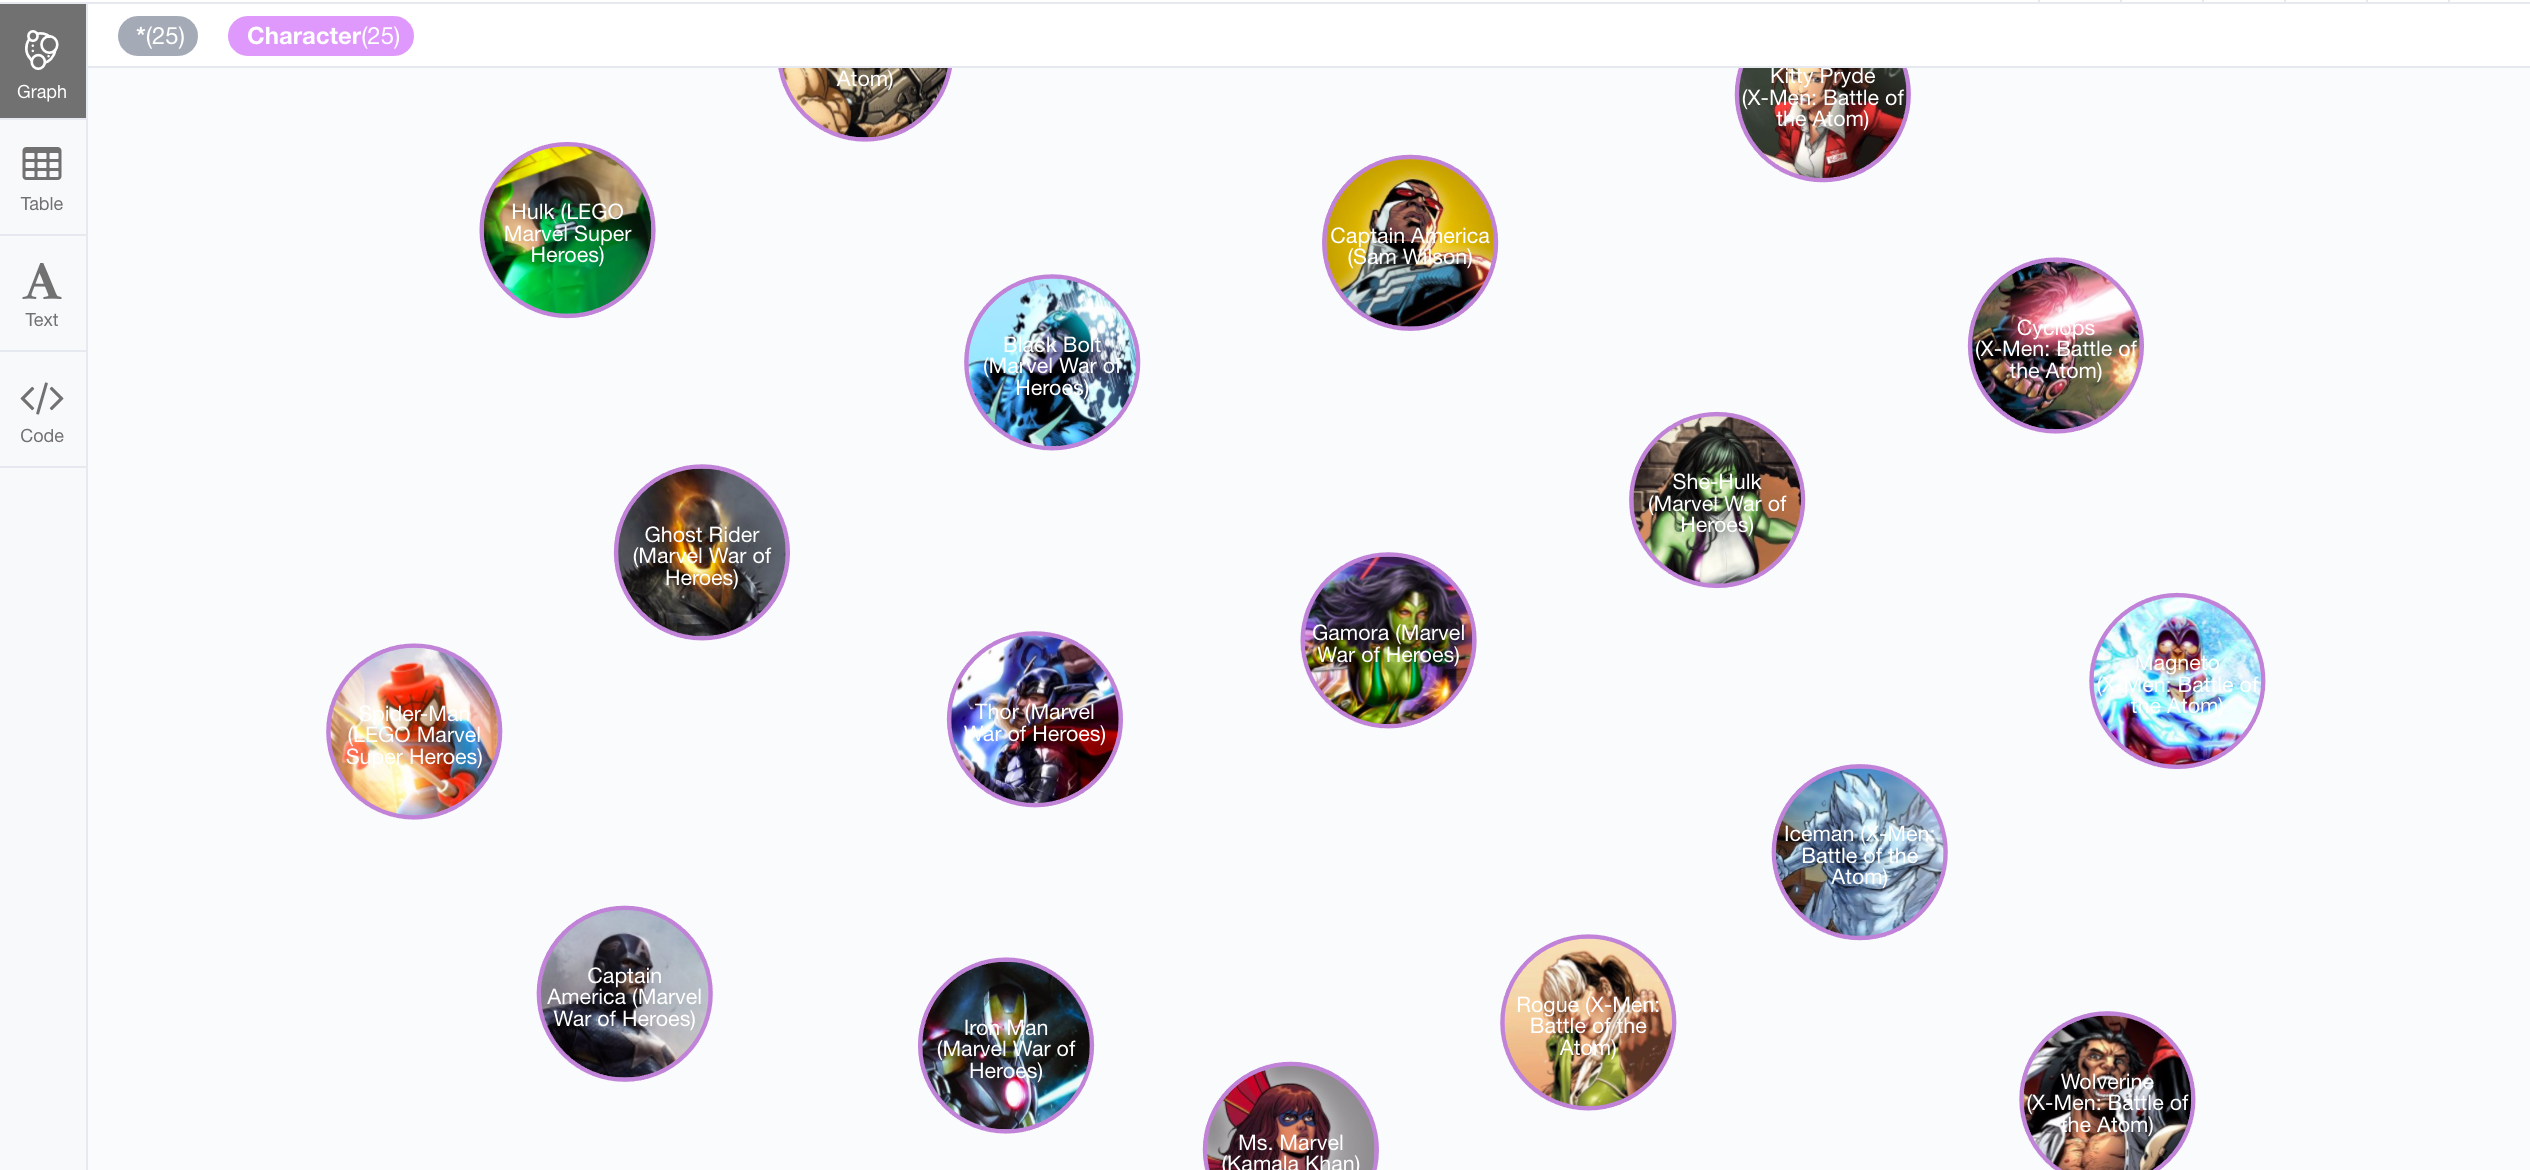 *(25)
Character(25)
Graph
Table
Text
Code
Atom)
Kitty Pryde
(X-Men: Battle of
the Atom)
Hulk (LEGO
Marvel Super
Heroes)
Captain America
(Sam Wilson)
Black Bolt
(Marvel War of
Heroes)
Cyclops
(X-Men: Battle of
the Atom)
She-Hulk
(Marvel War of
Heroes)
Ghost Rider
(Marvel War of
Heroes)
Gamora (Marvel
War of Heroes)
Magneto
(X-Men: Battle of
the Atom)
Spider-Man
(LEGO Marvel
Super Heroes)
Thor (Marvel
War of Heroes)
Iceman (X-Men:
Battle of the
Atom)
Captain
America (Marvel
War of Heroes)
Iron Man
(Marvel War of
Heroes)
Rogue (X-Men:
Battle of the
Atom)
Wolverine
(X-Men: Battle of
the Atom)
Ms. Marvel
(Kamala Khan)